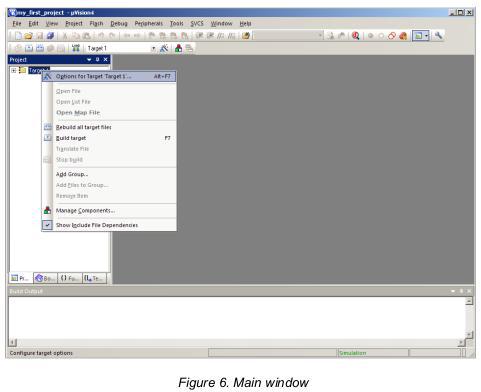 my_first_project - µVision4
File Edit View Project Flash Debug Peripherals Tools SVCS Window Help
Target 1
Project
Target 1
Options for Target 'Target 1'... Alt+F7
Open File
Open List File
Open Map File
Rebuild all target files
Build target F7
Translate File
Stop build
Add Group...
Add Files to Group...
Remove Item
Manage Components...
Show Include File Dependencies
Pr... Bo... {} Fu... Te...
Build Output
Configure target options Simulation
Figure 6. Main window